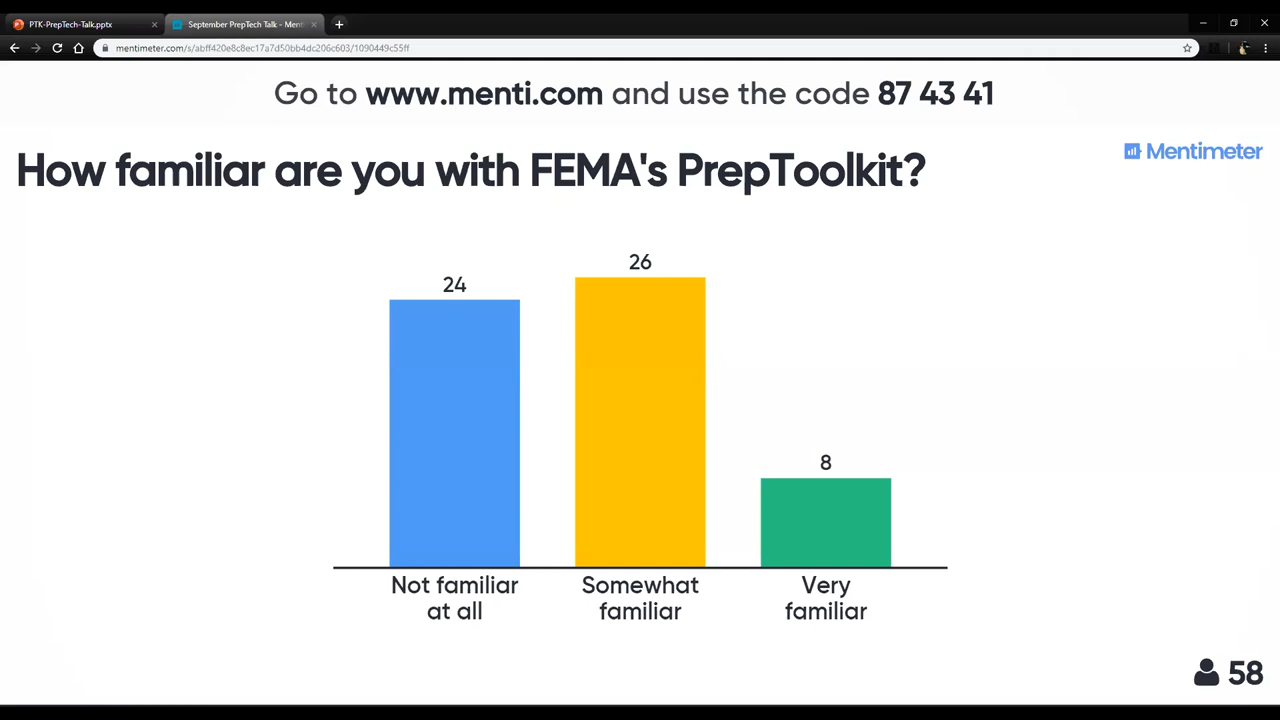 PTK-PrepTech-Talk.pptx
September PrepTech Talk - Menti
mentimeter.com/s/abff420e8c8ec17a7d50bb4dc206c603/1090449c55ff
Go to www.menti.com and use the code 87 43 41
Mentimeter
How familiar are you with FEMA's PrepToolkit?
24
26
8
Not familiar at all
Somewhat familiar
Very familiar
58